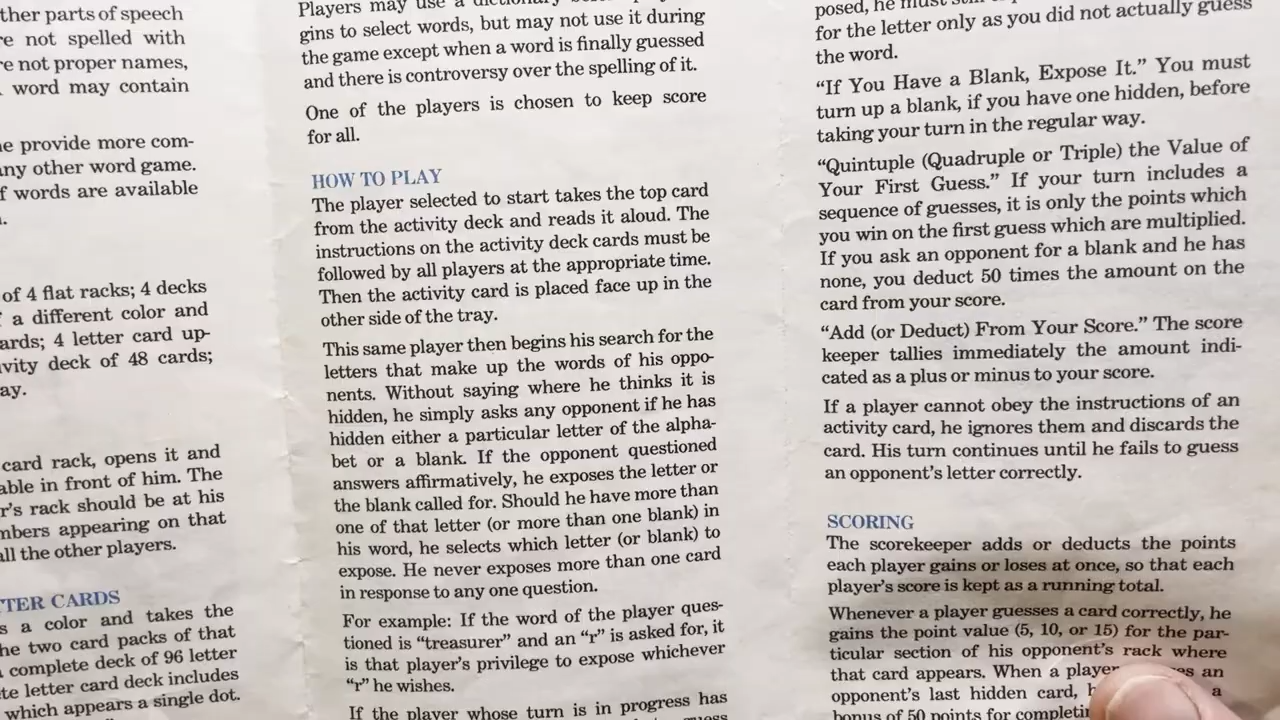 ther parts of speech
re not spelled with
re not proper names,
word may contain
ne provide more com-
any other word game.
f words are available
of 4 flat racks; 4 decks
a different color and
ards; 4 letter card up-
vity deck of 48 cards;
ay.
card rack, opens it and
able in front of him. The
r's rack should be at his
mbers appearing on that
all the other players.
TTER CARDS
s a color and takes the
he two card packs of that
complete deck of 96 letter
te letter card deck includes
which appears a single dot.
Players may use a
gins to select words, but may not use it during
the game except when a word is finally guessed
and there is controversy over the spelling of it.
One of the players is chosen to keep score
for all.
HOW TO PLAY
The player selected to start takes the top card
from the activity deck and reads it aloud. The
instructions on the activity deck cards must be
followed by all players at the appropriate time.
Then the activity card is placed face up in the
other side of the tray.
This same player then begins his search for the
letters that make up the words of his oppo-
nents. Without saying where he thinks it is
hidden, he simply asks any opponent if he has
hidden either a particular letter of the alpha-
bet or a blank. If the opponent questioned
answers affirmatively, he exposes the letter or
the blank called for. Should he have more than
one of that letter (or more than one blank) in
his word, he selects which letter (or blank) to
expose. He never exposes more than one card
in response to any one question.
For example: If the word of the player ques-
tioned is "treasurer" and an "r" is asked for, it
is that player's privilege to expose whichever
"r" he wishes.
If the player whose turn is in progress has
posed, he must
for the letter only as you did not actually guess
the word.
"If You Have a Blank, Expose It." You must
turn up a blank, if you have one hidden, before
taking your turn in the regular way.
"Quintuple (Quadruple or Triple) the Value of
Your First Guess." If your turn includes a
sequence of guesses, it is only the points which
you win on the first guess which are multiplied.
If you ask an opponent for a blank and he has
none, you deduct 50 times the amount on the
card from your score.
"Add (or Deduct) From Your Score." The score
keeper tallies immediately the amount indi-
cated as a plus or minus to your score.
If a player cannot obey the instructions of an
activity card, he ignores them and discards the
card. His turn continues until he fails to guess
an opponent's letter correctly.
SCORING
The scorekeeper adds or deducts the points
each player gains or loses at once, so that each
player's score is kept as a running total.
Whenever a player guesses a card correctly, he
gains the point value (5, 10, or 15) for the par-
ticular section of his opponent's rack where
that card appears. When a player an
opponent's last hidden card, a
bonus of 50 points for